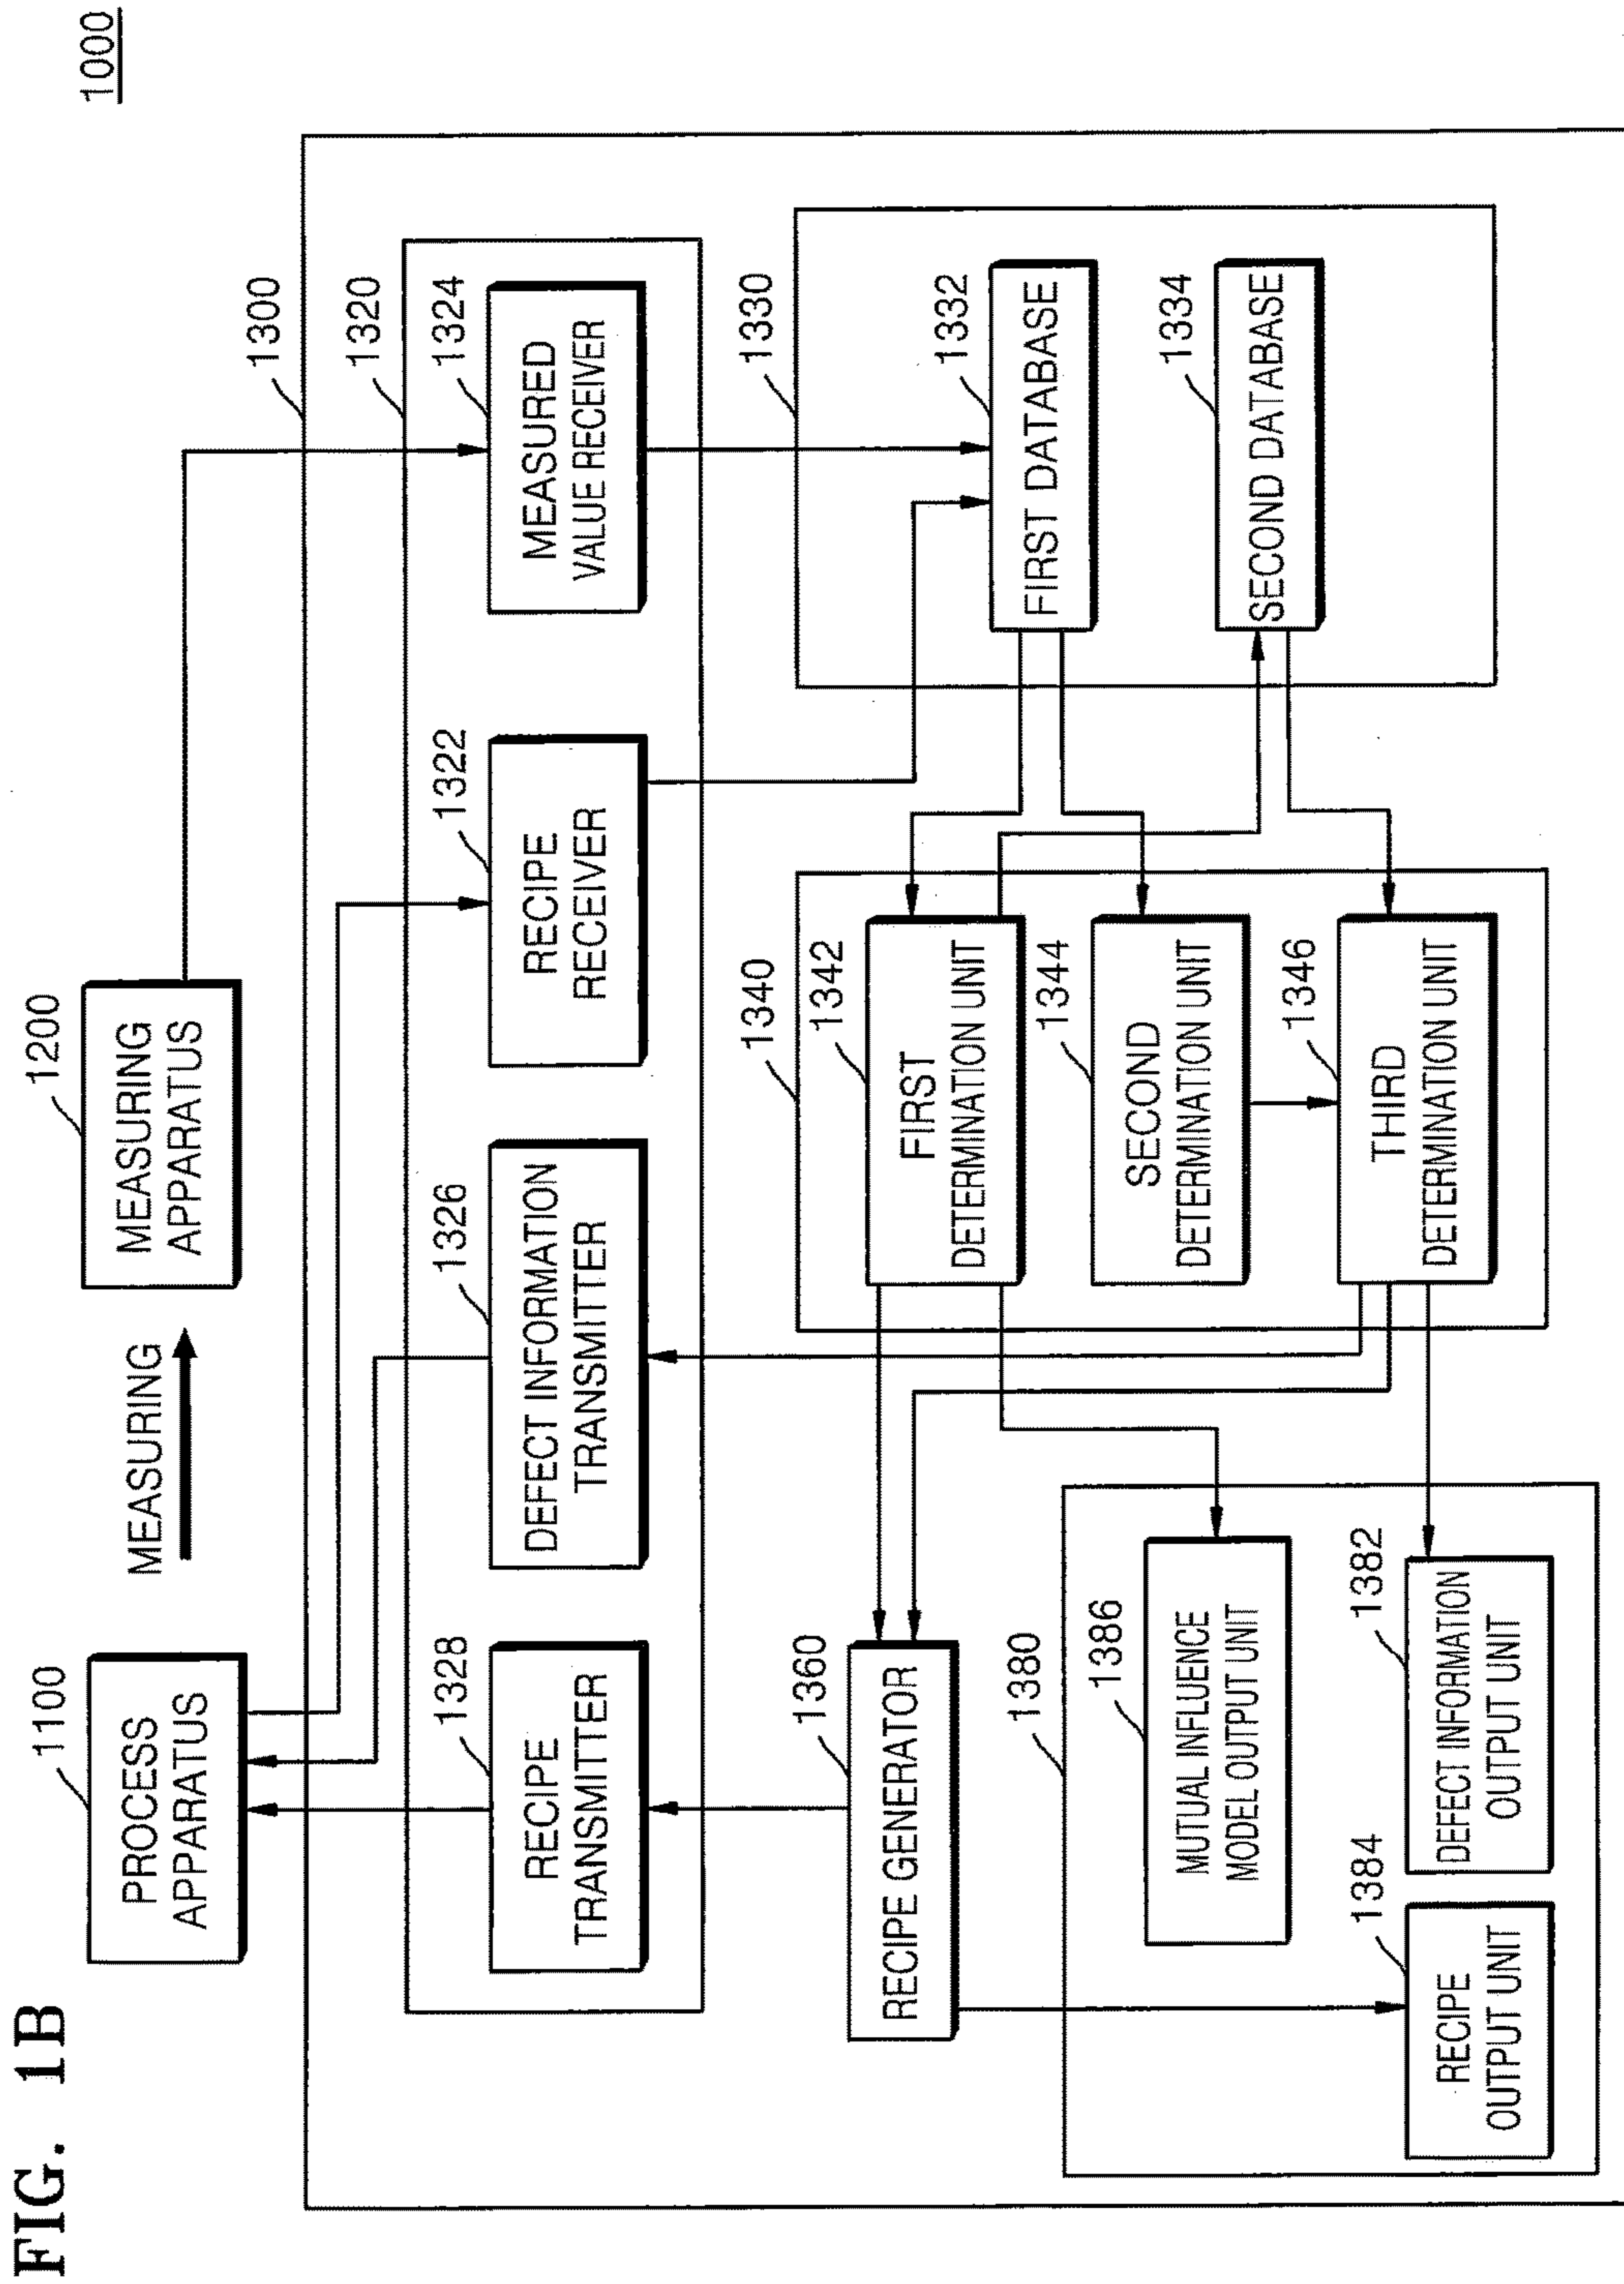 FIG. 1B
1000
1100
PROCESS
APPARATUS
MEASURING
1200
MEASURING
APPARATUS
1300
1320
1328
RECIPE
TRANSMITTER
1326
DEFECT INFORMATION
TRANSMITTER
1322
RECIPE
RECEIVER
1324
MEASURED
VALUE RECEIVER
1330
1332
FIRST DATABASE
1334
SECOND DATABASE
1340
1342
FIRST
DETERMINATION UNIT
1344
SECOND
DETERMINATION UNIT
1346
THIRD
DETERMINATION UNIT
1360
RECIPE GENERATOR
1380
1386
MUTUAL INFLUENCE
MODEL OUTPUT UNIT
1384
RECIPE
OUTPUT UNIT
1382
DEFECT INFORMATION
OUTPUT UNIT